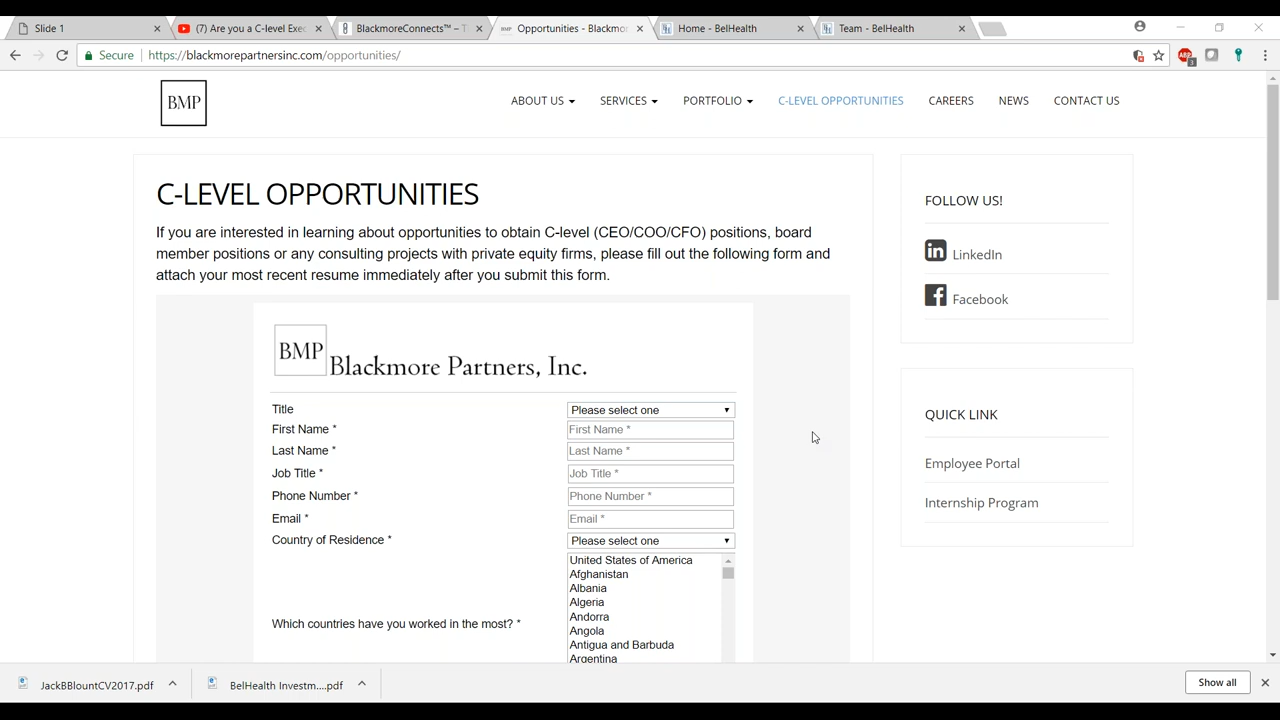 Slide 1
(7) Are you a C-level Exec
BlackmoreConnects™ – T
Opportunities - Blackmo
Home - BelHealth
Team - BelHealth
Secure
https://blackmorepartnersinc.com/opportunities/
ABP
3
BMP
ABOUT US
SERVICES
PORTFOLIO
C-LEVEL OPPORTUNITIES
CAREERS
NEWS
CONTACT US
C-LEVEL OPPORTUNITIES
If you are interested in learning about opportunities to obtain C-level (CEO/COO/CFO) positions, board
member positions or any consulting projects with private equity firms, please fill out the following form and
attach your most recent resume immediately after you submit this form.
BMP Blackmore Partners, Inc.
Title Please select one
First Name * First Name *
Last Name * Last Name *
Job Title * Job Title *
Phone Number * Phone Number *
Email * Email *
Country of Residence * Please select one
United States of America
Afghanistan
Albania
Algeria
Andorra
Which countries have you worked in the most? *
Angola
Antigua and Barbuda
Argentina
FOLLOW US!
in LinkedIn
Facebook
QUICK LINK
Employee Portal
Internship Program
JackBBlountCV2017.pdf
BelHealth Investm....pdf
Show all